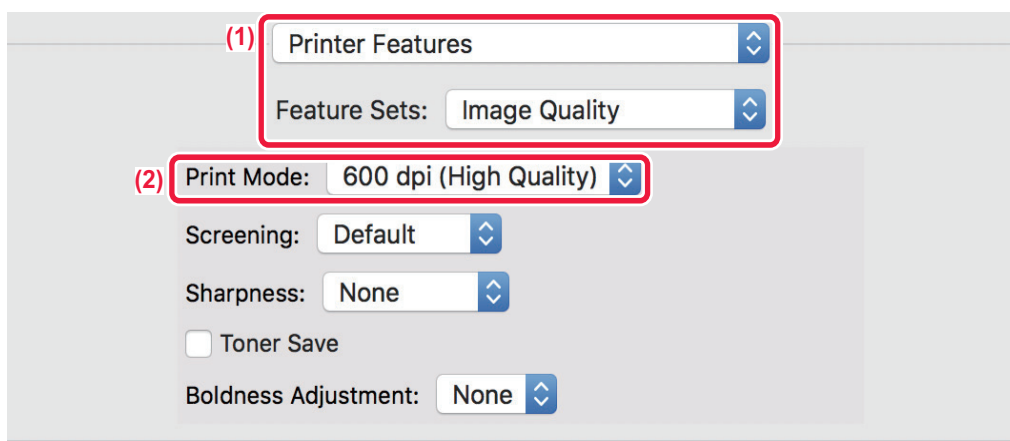 (1) Printer Features
Feature Sets: Image Quality
(2) Print Mode: 600 dpi (High Quality)
Screening: Default
Sharpness: None
Toner Save
Boldness Adjustment: None